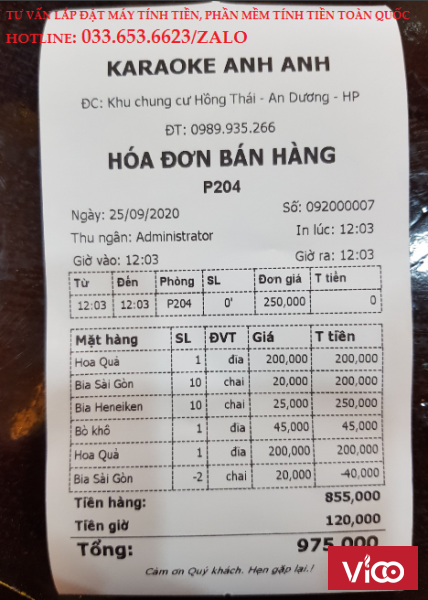 TƯ VẤN LẮP ĐẶT MÁY TÍNH TIỀN, PHẦN MỀM TÍNH TIỀN TOÀN QUỐC
HOTLINE: 033.653.6623/ZALO
KARAOKE ANH ANH
ĐC: Khu chung cư Hồng Thái - An Dương - HP
ĐT: 0989.935.266
HÓA ĐƠN BÁN HÀNG
P204
Ngày: 25/09/2020 Số: 092000007
Thu ngân: Administrator In lúc: 12:03
Giờ vào: 12:03 Giờ ra: 12:03
Từ Đến Phòng SL Đơn giá T tiền
12:03 12:03 P204 0' 250,000 0
Mặt hàng SL ĐVT Giá T tiền
Hoa Quả 1 đĩa 200,000 200,000
Bia Sài Gòn 10 chai 20,000 200,000
Bia Heneiken 10 chai 25,000 250,000
Bò khô 1 đĩa 45,000 45,000
Hoa Quả 1 đĩa 200,000 200,000
Bia Sài Gòn -2 chai 20,000 -40,000
Tiền hàng: 855,000
Tiền giờ 120,000
Tổng: 975,000
Cám ơn Quý khách. Hẹn gặp lại.!
Vioo